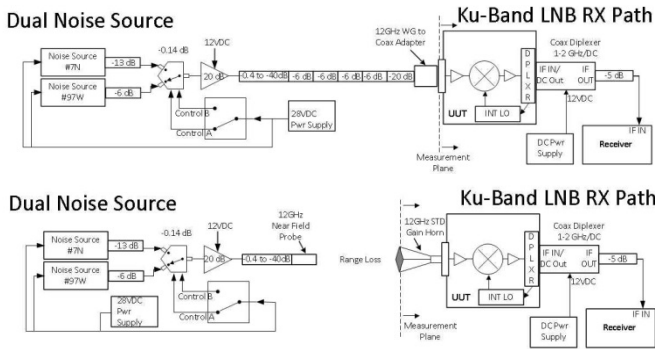 Dual Noise Source
Ku-Band LNB RX Path
Noise Source
#7N
-13 dB
-0.14 dB
12VDC
20 dB
-0.4 to -40dB
-6 dB
-6 dB
-6 dB
-6 dB
-6 dB
-20 dB
12GHz WG to
Coax Adapter
Noise Source
#97W
-6 dB
Control B
Control A
28VDC
Pwr Supply
Measurement
Plane
UUT
INT LO
D
P
L
X
R
Coax Diplexer
1-2 GHz/DC
IF IN/
DC Out
IF
OUT
-5 dB
12VDC
DC Pwr
Supply
IF IN
Receiver
Dual Noise Source
Ku-Band LNB RX Path
Noise Source
#7N
-13 dB
-0.14 dB
12VDC
20 dB
-0.4 to -40dB
12GHz
Near Field
Probe
Noise Source
#97W
-6 dB
Control B
Control A
28VDC
Pwr
Supply
Range Loss
12GHz STD
Gain Horn
Measurement
Plane
UUT
INT LO
D
P
L
X
R
Coax Diplexer
1-2 GHz/DC
IF IN/
DC Out
IF
OUT
-5 dB
12VDC
DC Pwr
Supply
IF IN
Receiver